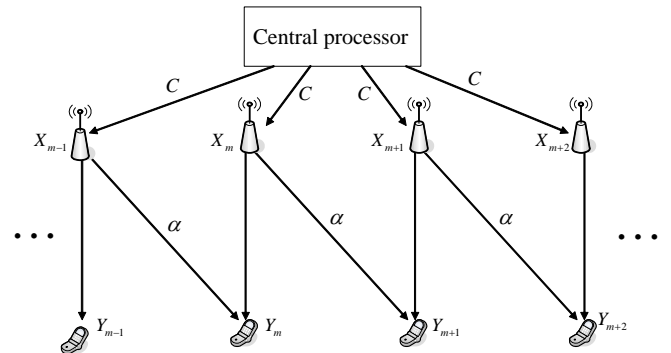 Central processor
C C C C
X_{m-1} X_m X_{m+1} X_{m+2}
α α α
... ...
Y_{m-1} Y_m Y_{m+1} Y_{m+2}